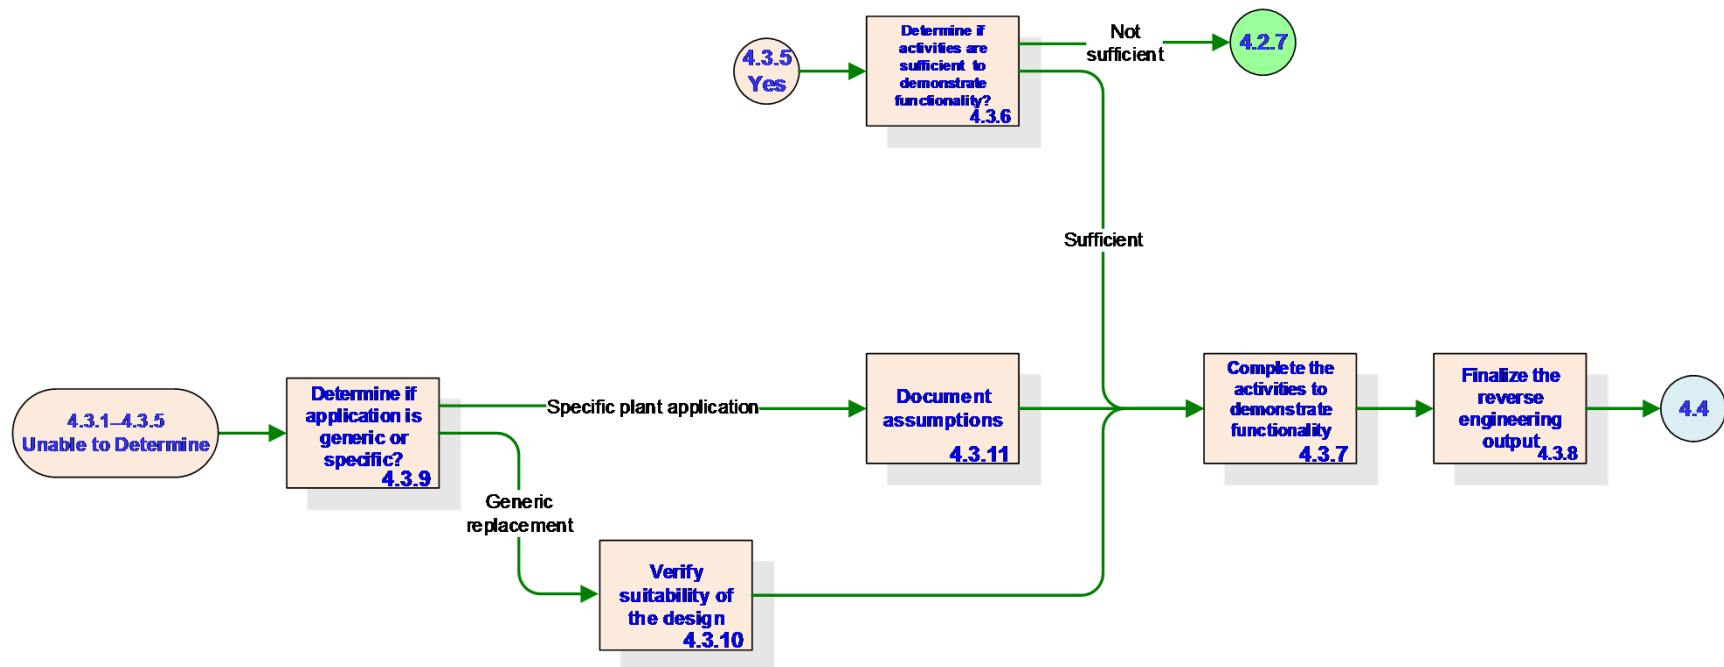 4.3.5
Yes
Determine if
activities are
sufficient to
demonstrate
functionality?
4.3.6
Not
sufficient
4.2.7
Sufficient
4.3.1–4.3.5
Unable to Determine
Determine if
application is
generic or
specific?
4.3.9
Specific plant application
Generic
replacement
Document
assumptions
4.3.11
Verify
suitability of
the design
4.3.10
Complete the
activities to
demonstrate
functionality
4.3.7
Finalize the
reverse
engineering
output
4.3.8
4.4